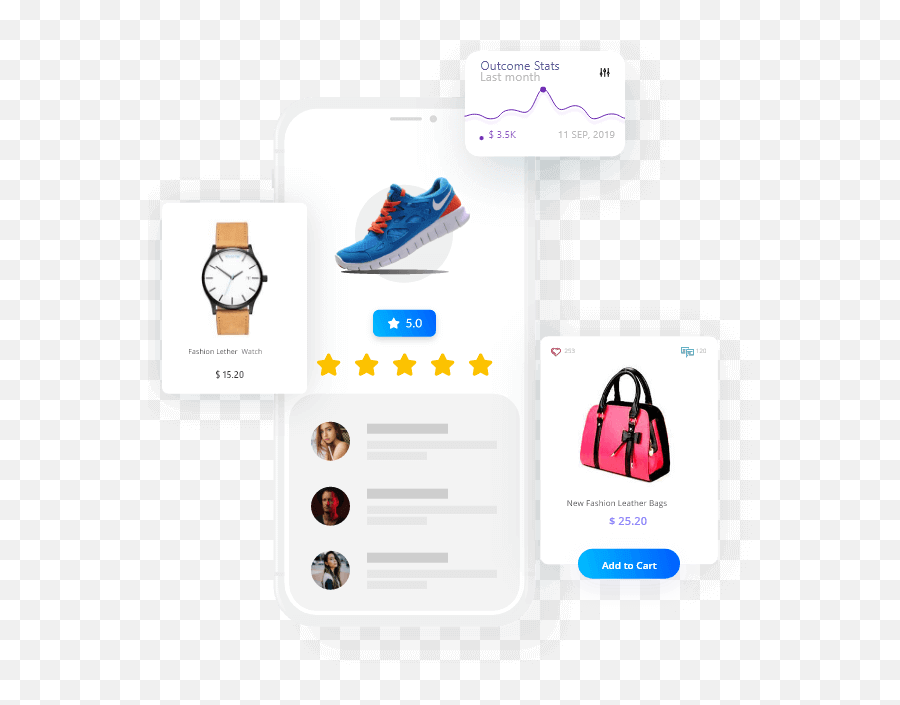 Outcome Stats
Last month
$ 3.5K
11 SEP, 2019
Fashion Lether Watch
$ 15.20
5.0
255
120
New Fashion Leather Bags
$ 25.20
Add to Cart